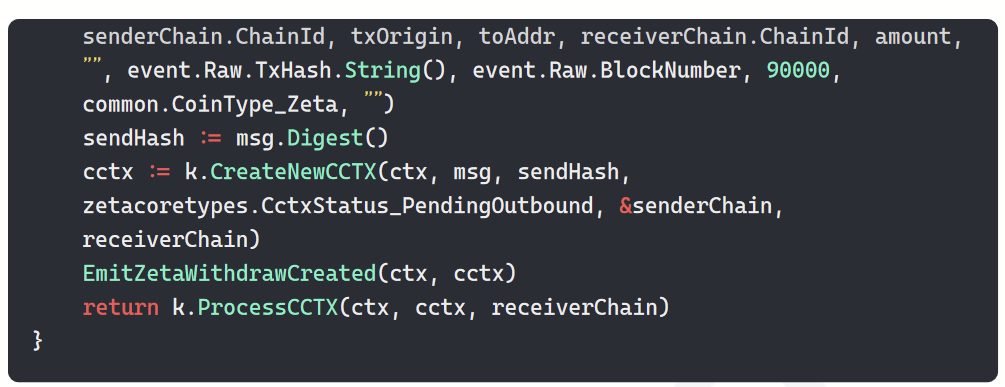 senderChain.ChainId, txOrigin, toAddr, receiverChain.ChainId, amount,
"", event.Raw.TxHash.String(), event.Raw.BlockNumber, 90000,
common.CoinType_Zeta, "")
sendHash := msg.Digest()
cctx := k.CreateNewCCTX(ctx, msg, sendHash,
zetacoretypes.CctxStatus_PendingOutbound, &senderChain,
receiverChain)
EmitZetaWithdrawCreated(ctx, cctx)
return k.ProcessCCTX(ctx, cctx, receiverChain)
}